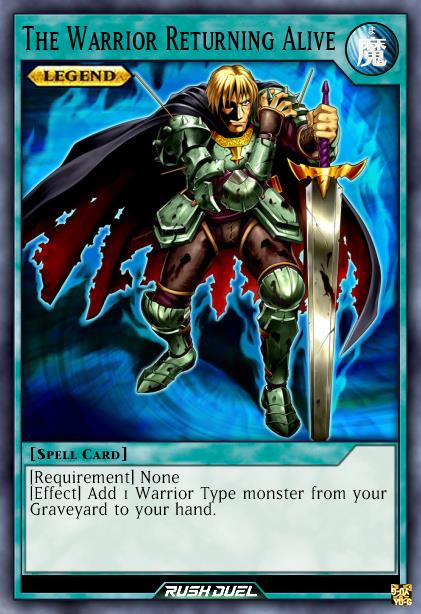 The Warrior Returning Alive
ま
魔
LEGEND
[Spell Card]
[Requirement] None
[Effect] Add 1 Warrior Type monster from your
Graveyard to your hand.
RUSH DUEL